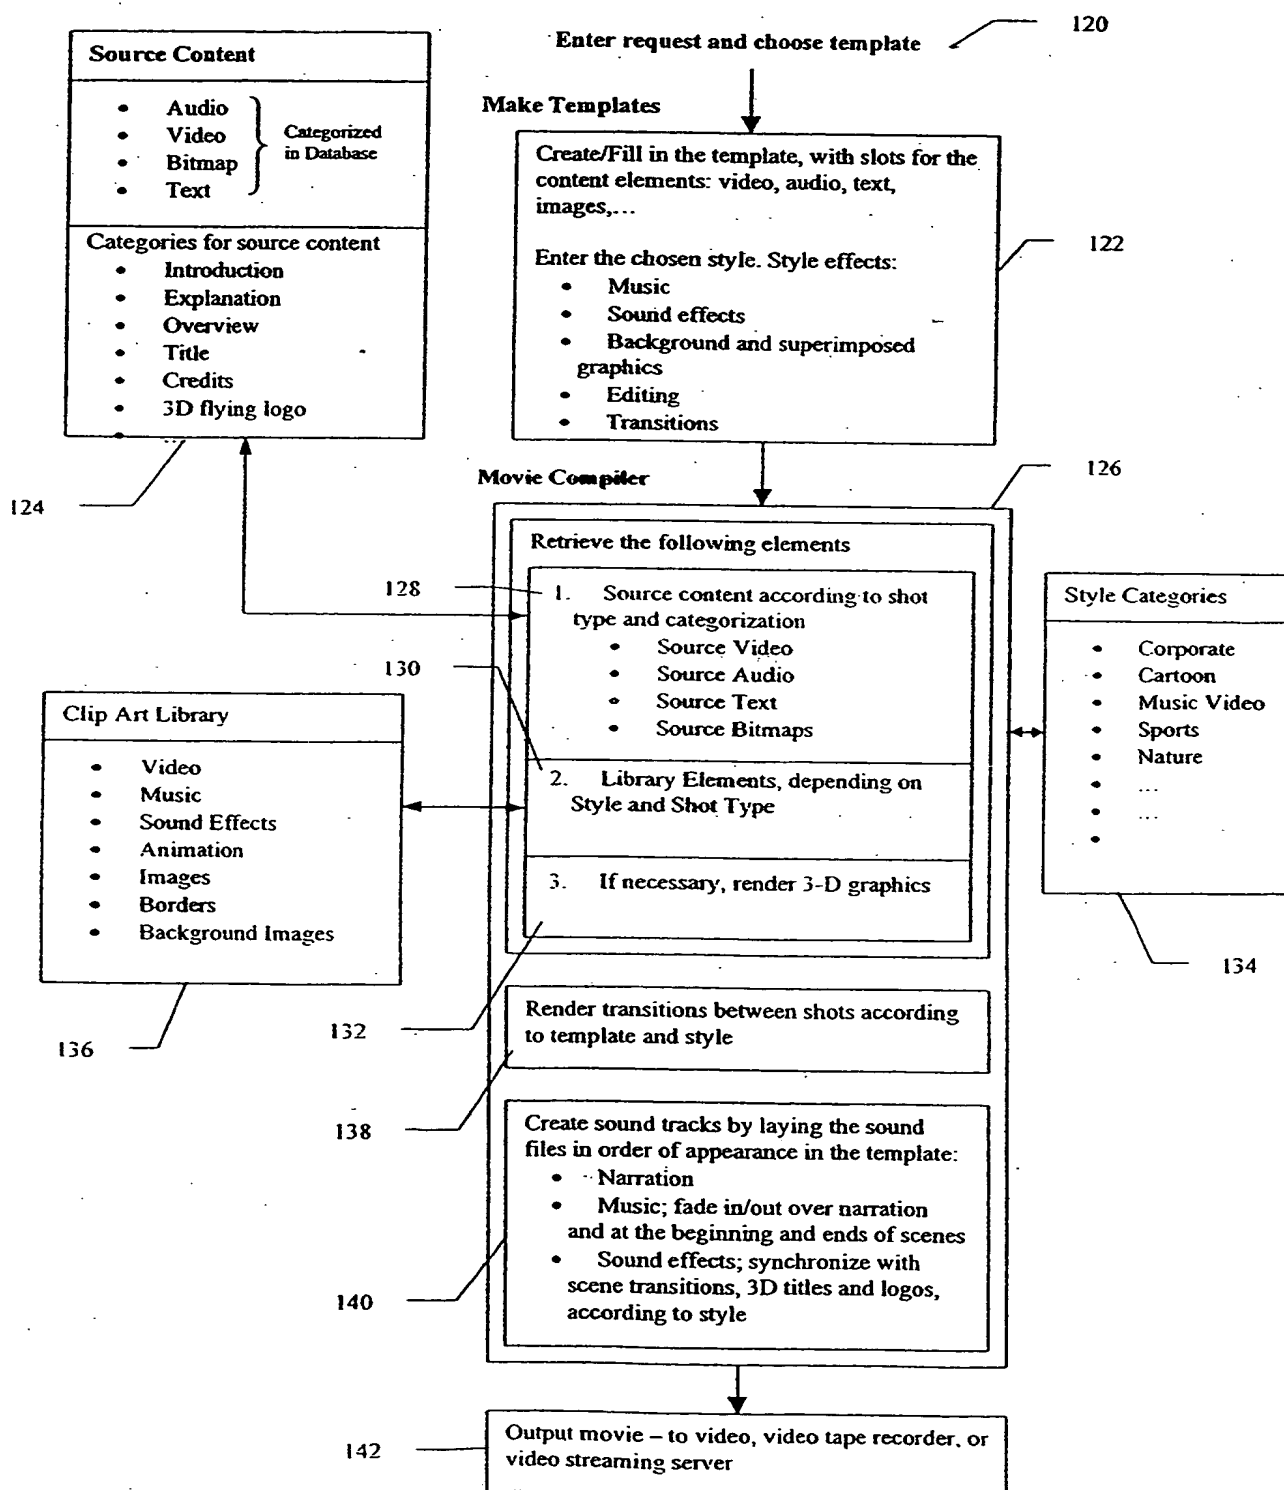 120
Enter request and choose template
Source Content
• Audio
• Video
• Bitmap
• Text
Categorized
in Database
Categories for source content
• Introduction
• Explanation
• Overview
• Title
• Credits
• 3D flying logo
• ...
124
Make Templates
Create/Fill in the template, with slots for the
content elements: video, audio, text,
images,...
Enter the chosen style. Style effects:
• Music
• Sound effects
• Background and superimposed
graphics
• Editing
• Transitions
122
Movie Compiler
126
Retrieve the following elements
128
1. Source content according to shot
type and categorization
• Source Video
• Source Audio
• Source Text
• Source Bitmaps
130
2. Library Elements, depending on
Style and Shot Type
3. If necessary, render 3-D graphics
132
Style Categories
• Corporate
• Cartoon
• Music Video
• Sports
• Nature
• ...
• ...
•
134
Clip Art Library
• Video
• Music
• Sound Effects
• Animation
• Images
• Borders
• Background Images
136
Render transitions between shots according
to template and style
138
Create sound tracks by laying the sound
files in order of appearance in the template:
• Narration
• Music; fade in/out over narration
and at the beginning and ends of scenes
• Sound effects; synchronize with
scene transitions, 3D titles and logos,
according to style
140
142
Output movie – to video, video tape recorder, or
video streaming server